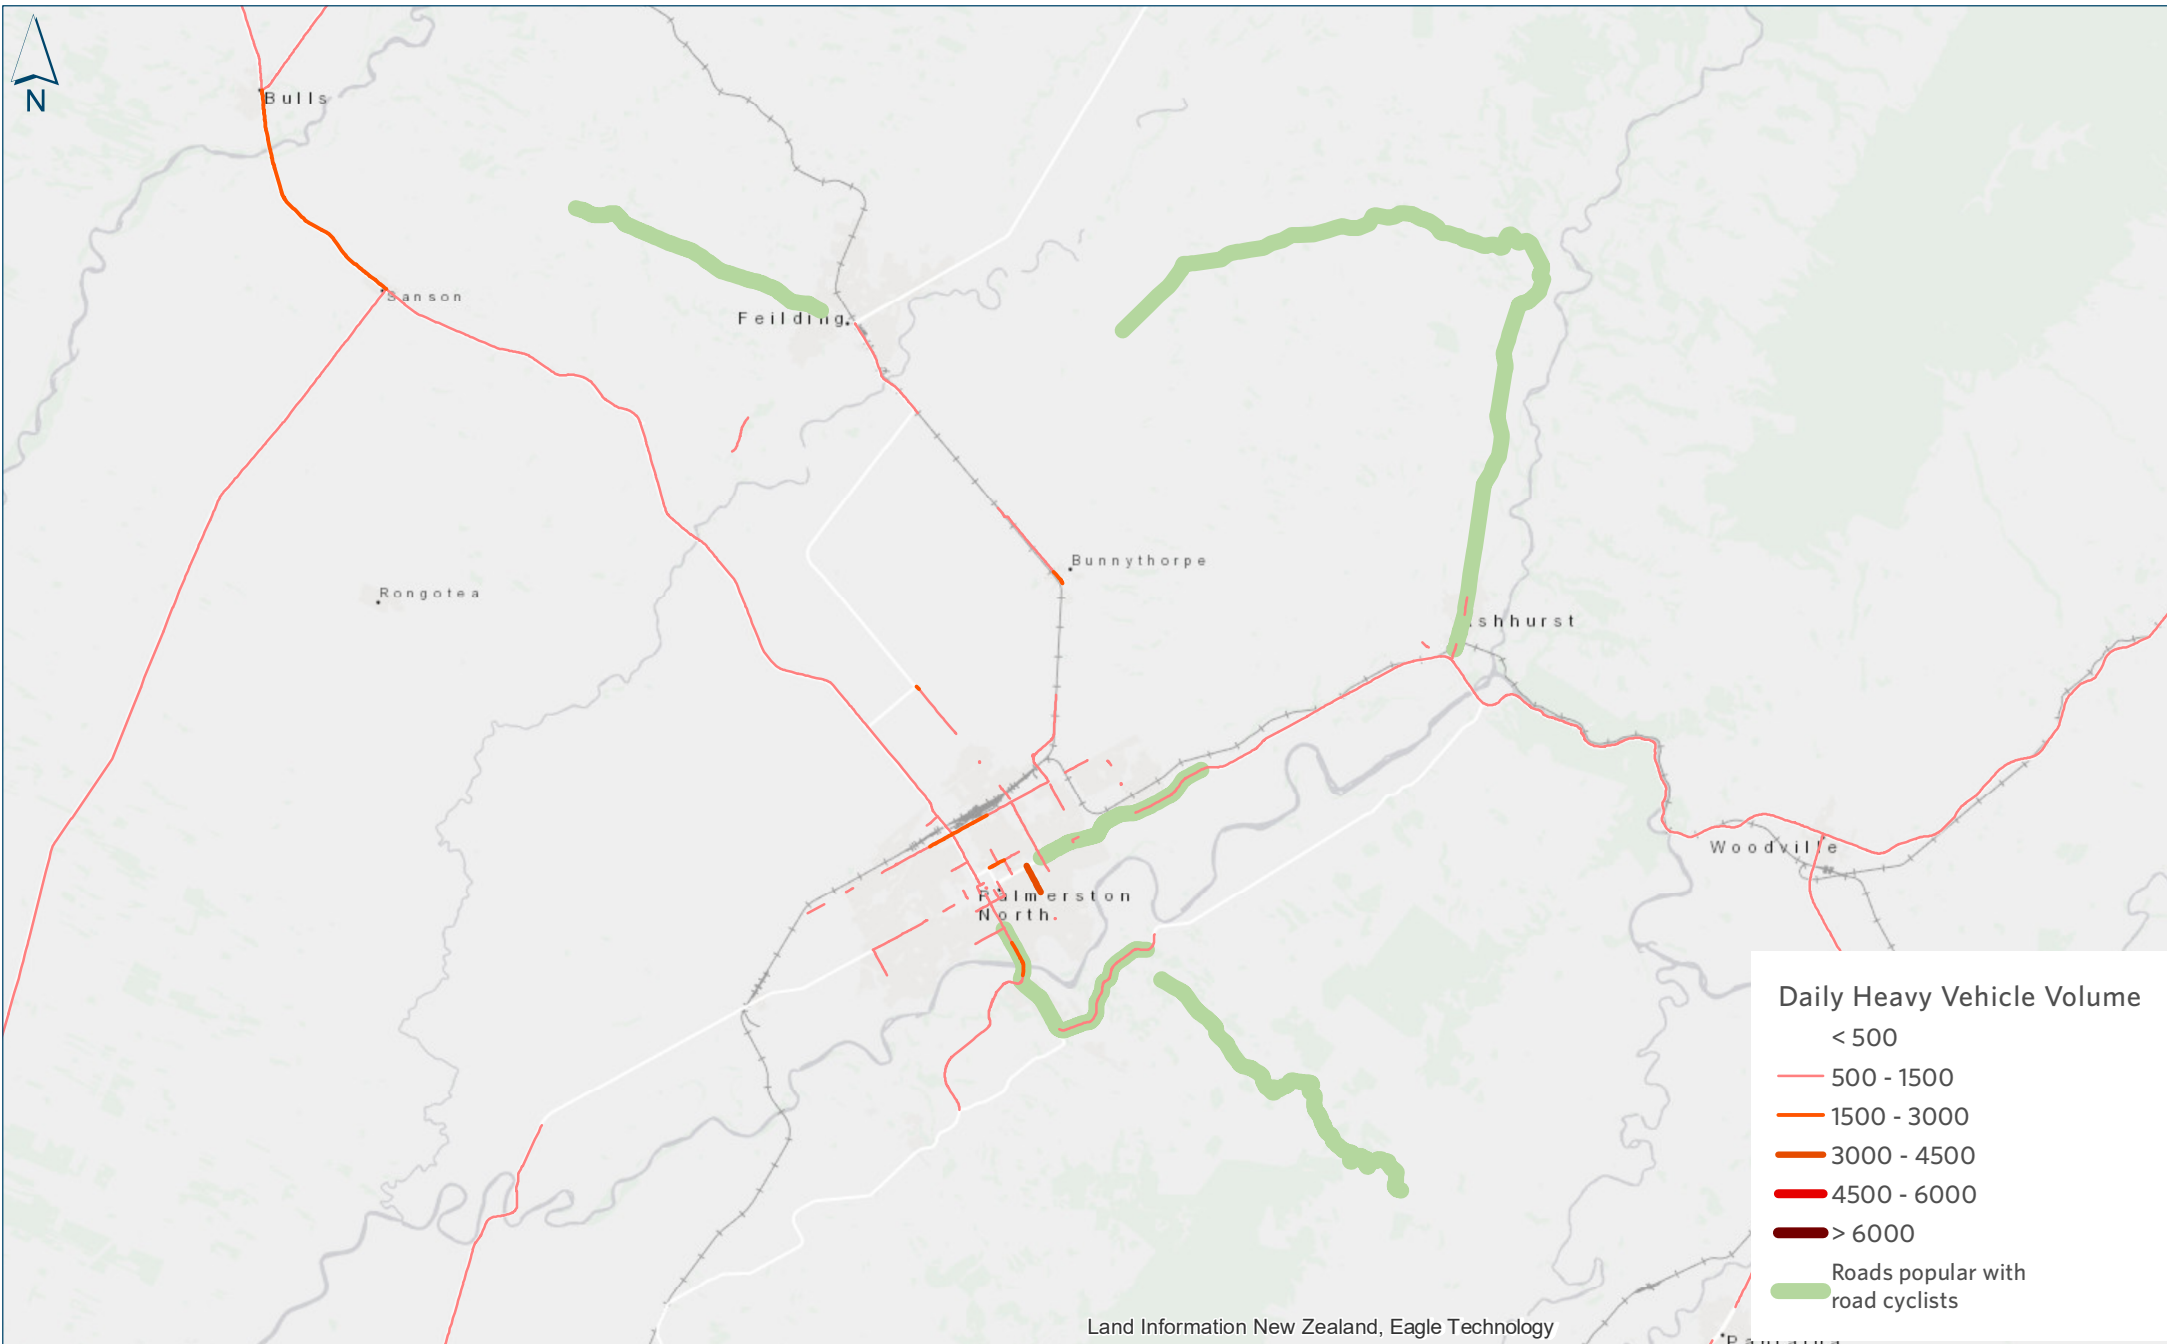 N
Bulls
Sanson
Feilding
Bunnythorpe
Rongotea
shhurst
Woodville
Palmerston
North
Daily Heavy Vehicle Volume
< 500
500 - 1500
1500 - 3000
3000 - 4500
4500 - 6000
> 6000
Roads popular with
road cyclists
Land Information New Zealand, Eagle Technology